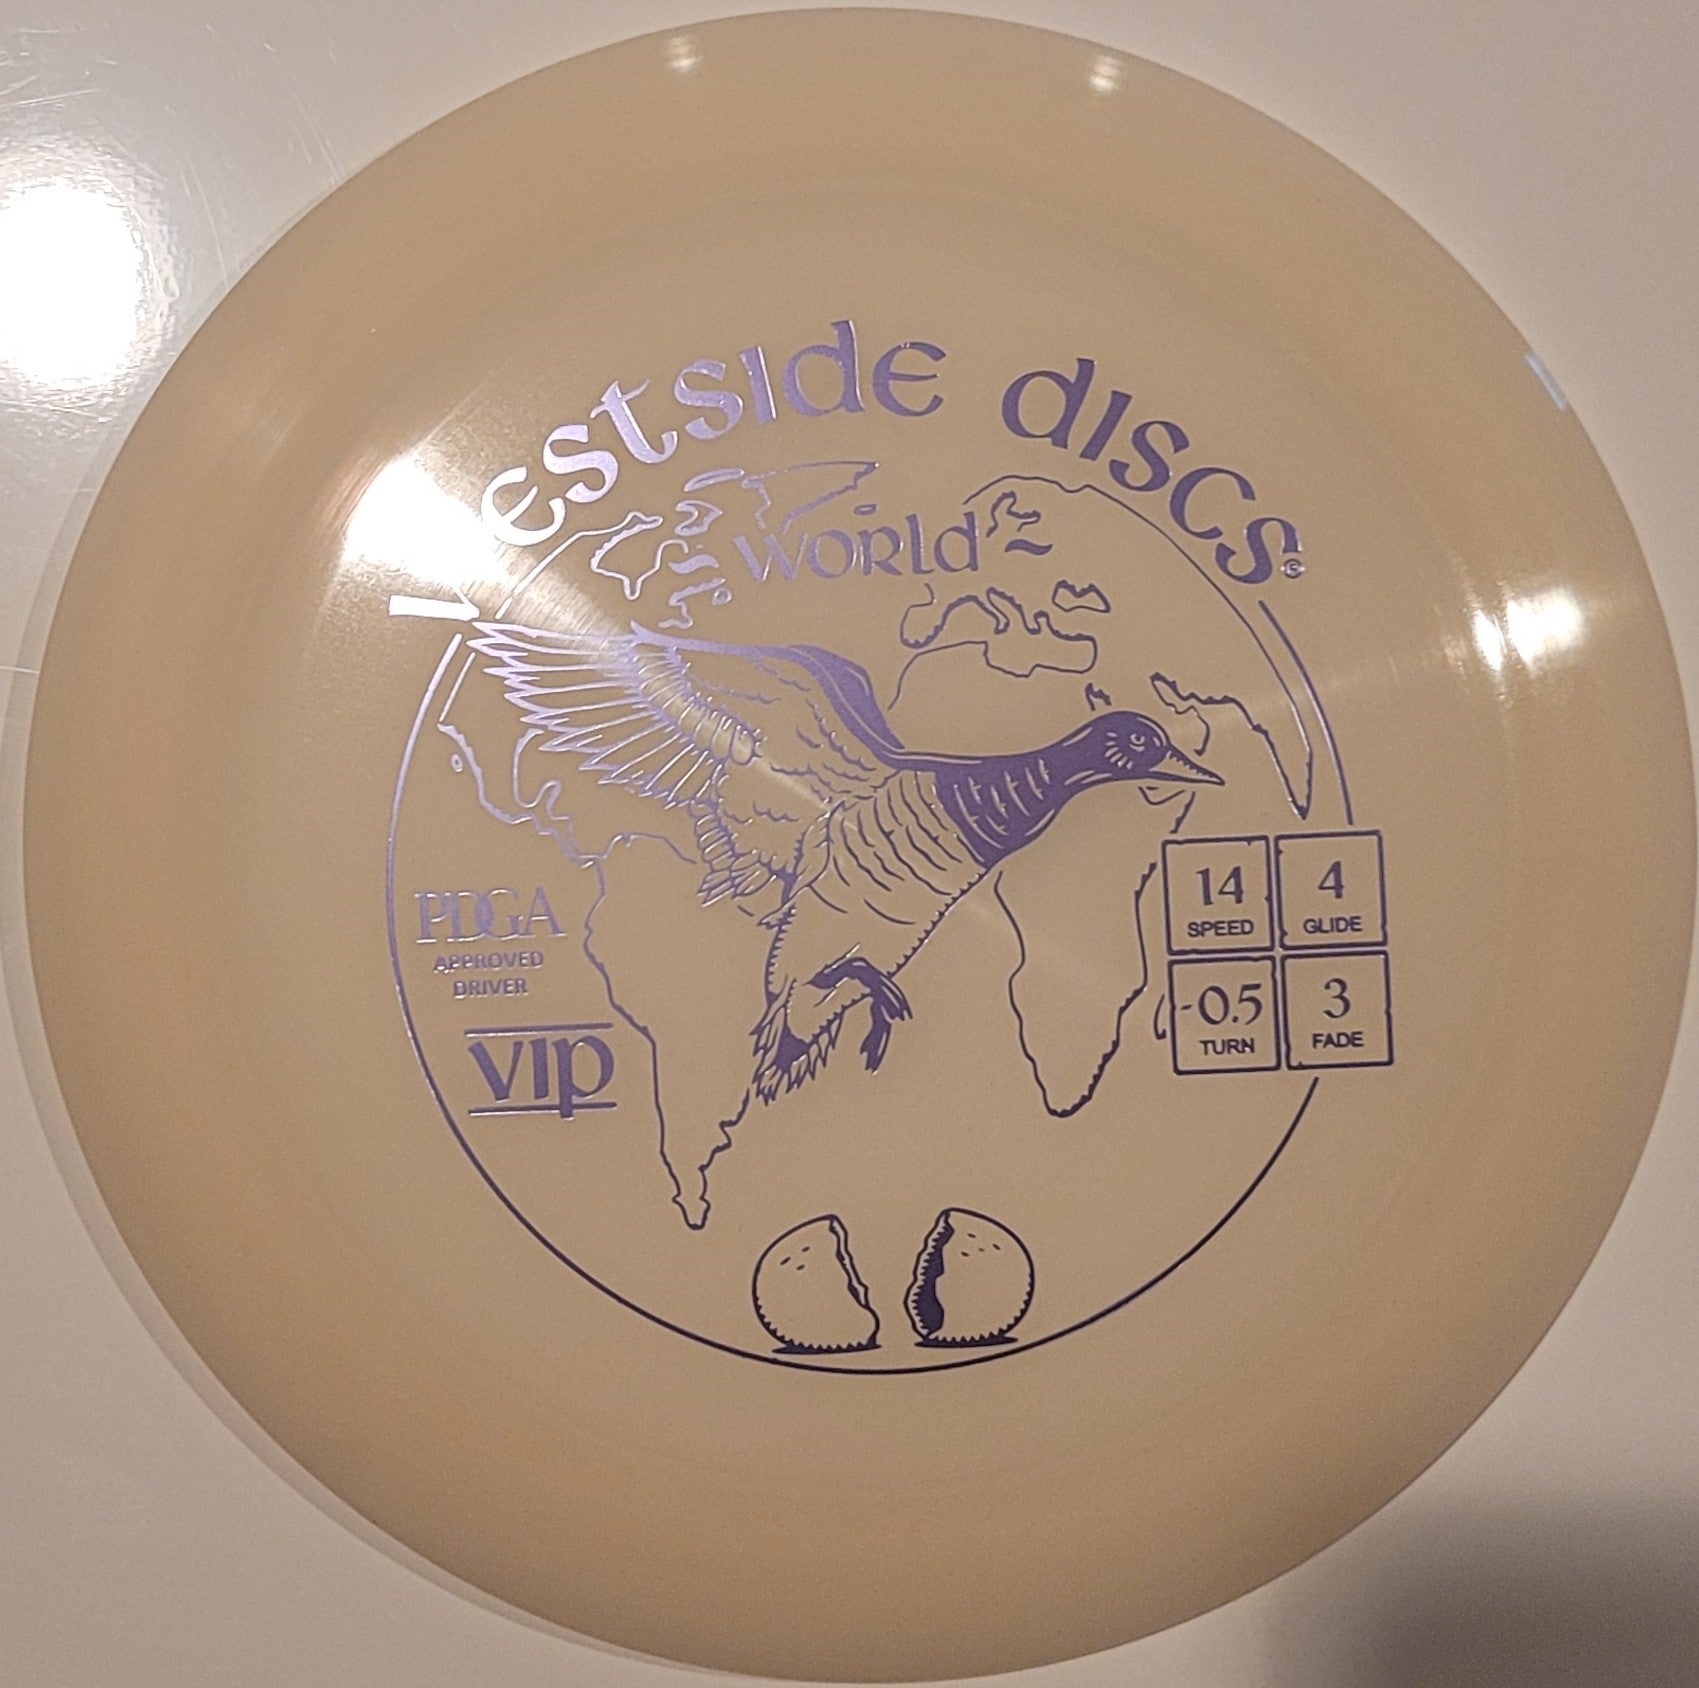 Westside Discs®
World
14 SPEED
4 GLIDE
-0.5 TURN
3 FADE
PDGA
APPROVED
DRIVER
VIP